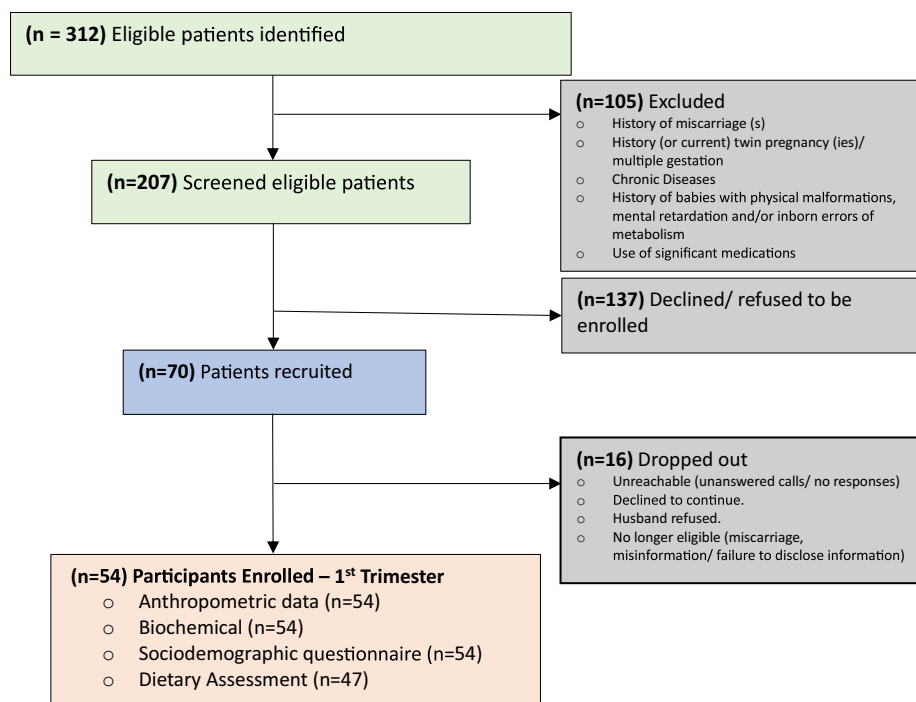 (n = 312) Eligible patients identified
(n=105) Excluded
o History of miscarriage (s)
o History (or current) twin pregnancy (ies)/
multiple gestation
o Chronic Diseases
o History of babies with physical malformations,
mental retardation and/or inborn errors of
metabolism
o Use of significant medications
(n=207) Screened eligible patients
(n=137) Declined/ refused to be
enrolled
(n=70) Patients recruited
(n=16) Dropped out
o Unreachable (unanswered calls/ no responses)
o Declined to continue.
o Husband refused.
o No longer eligible (miscarriage,
misinformation/ failure to disclose information)
(n=54) Participants Enrolled – 1st Trimester
o Anthropometric data (n=54)
o Biochemical (n=54)
o Sociodemographic questionnaire (n=54)
o Dietary Assessment (n=47)